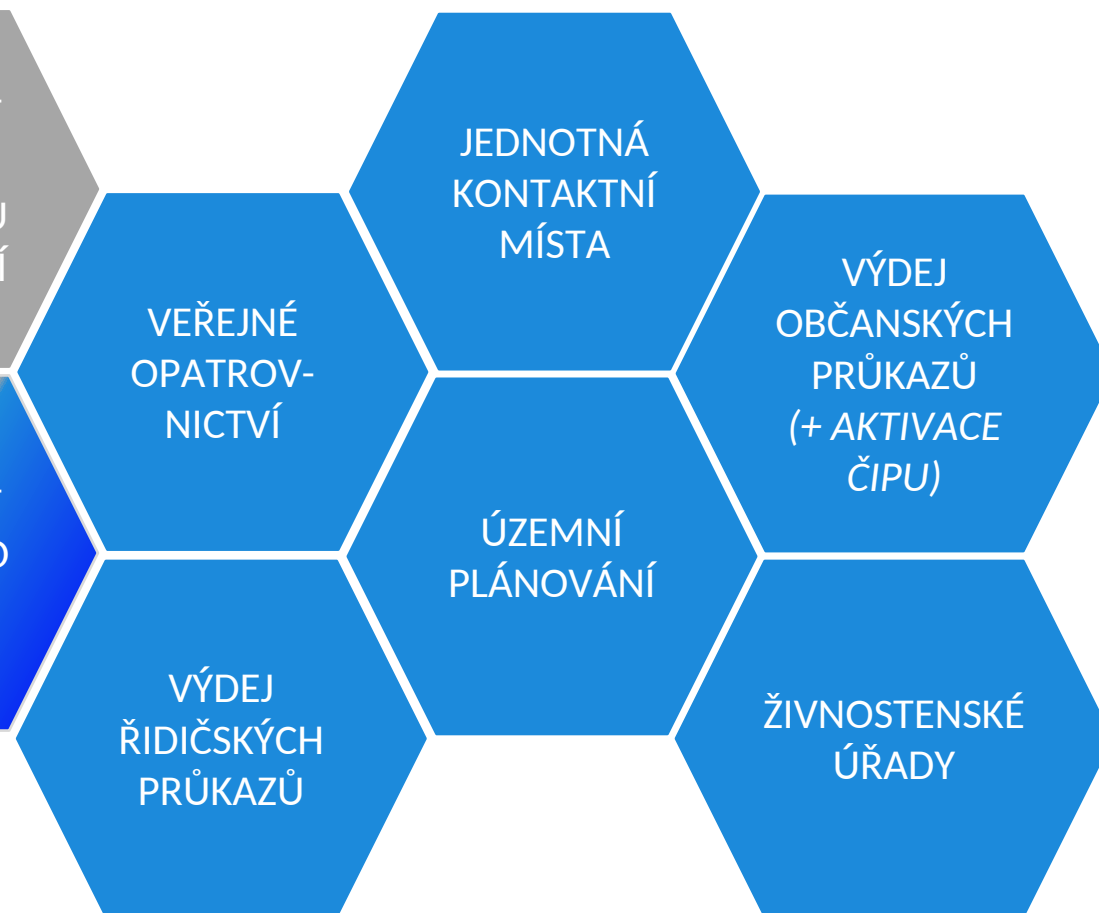 JEDNOTNÁ
KONTAKTNÍ
MÍSTA
VEŘEJNÉ
OPATROV-
NICTVÍ
VÝDEJ
OBČANSKÝCH
PRŮKAZŮ
(+ AKTIVACE
ČIPU)
ÚZEMNÍ
PLÁNOVÁNÍ
VÝDEJ
ŘIDIČSKÝCH
PRŮKAZŮ
ŽIVNOSTENSKÉ
ÚŘADY